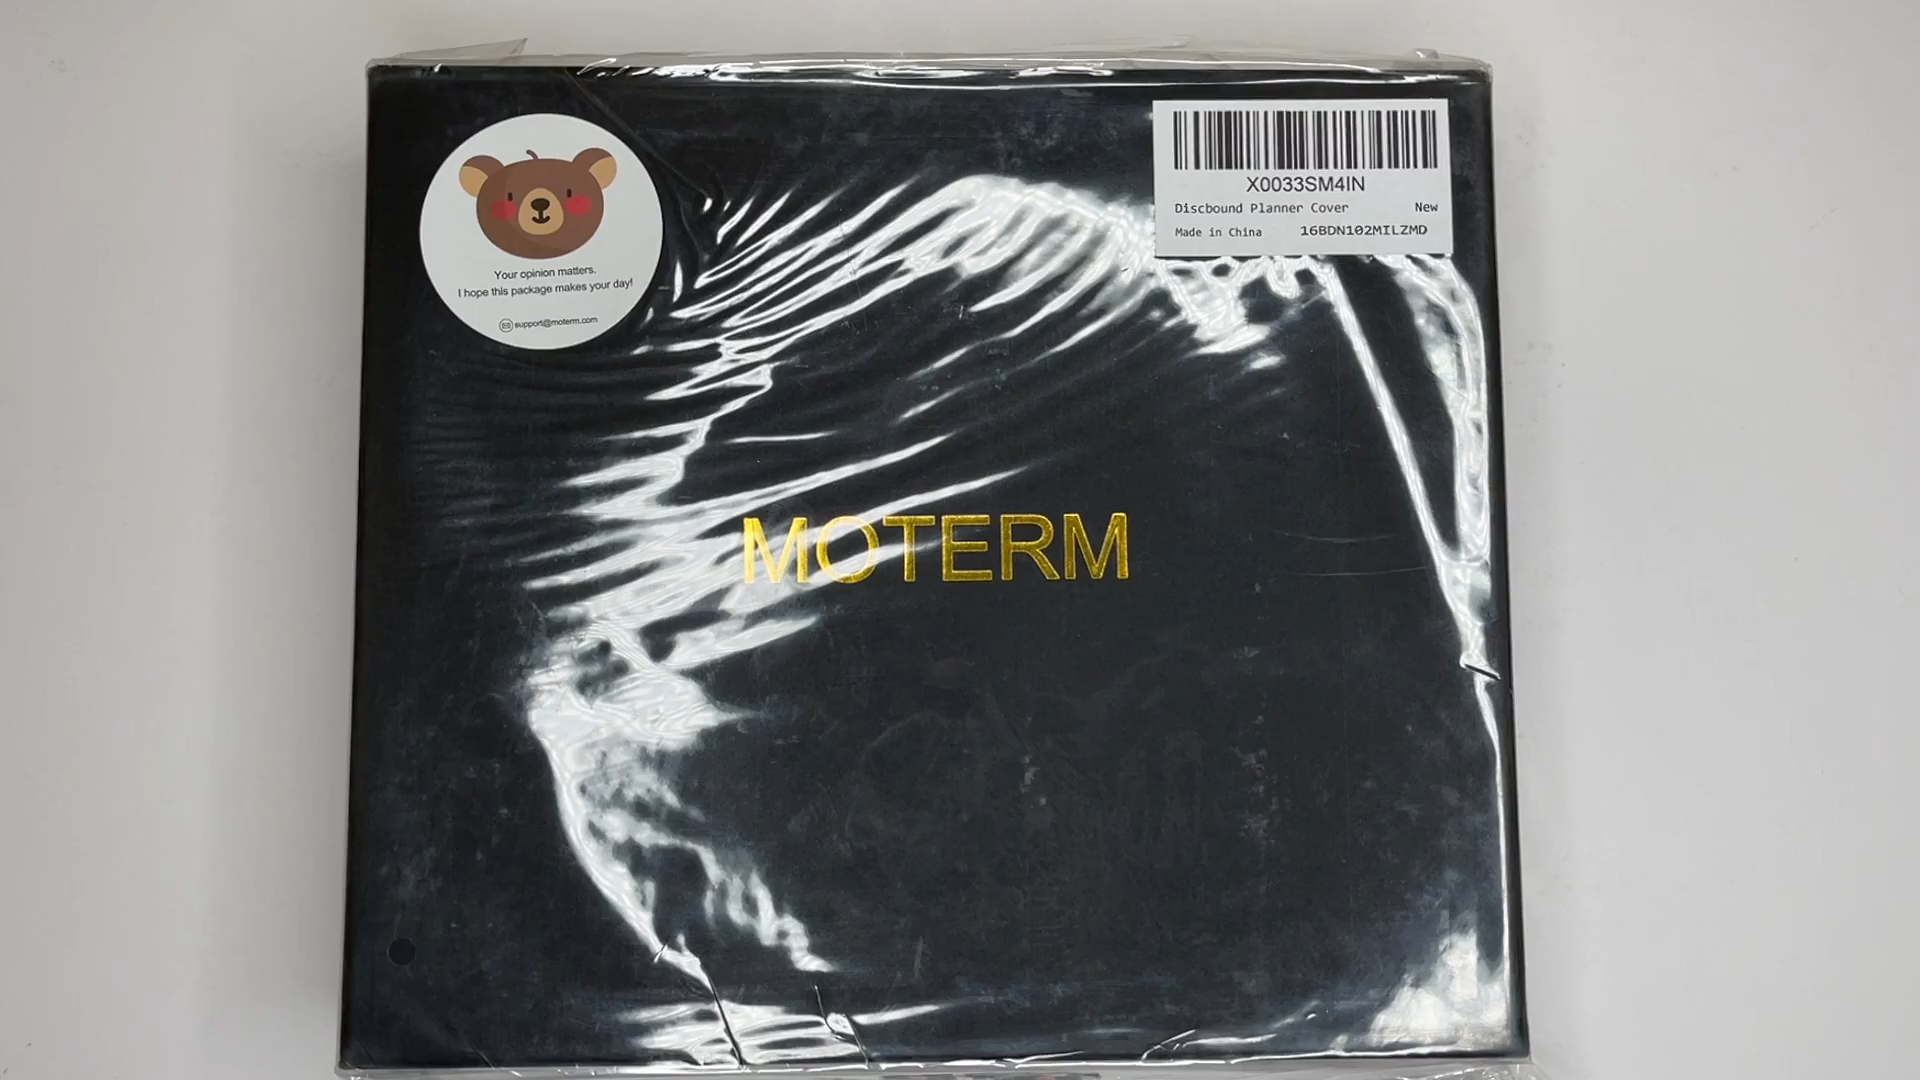 Your opinion matters.
I hope this package makes your day!
support@moterm.com
X0033SM4IN
Discbound Planner Cover New
Made in China 16BDN102MILZMD
MOTERM